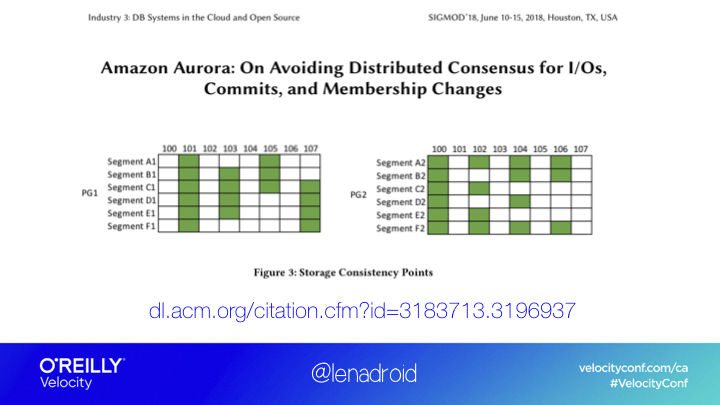 Industry 3: DB Systems in the Cloud and Open Source
SIGMOD'18, June 10-15, 2018, Houston, TX, USA
Amazon Aurora: On Avoiding Distributed Consensus for I/Os,
Commits, and Membership Changes
100 101 102 103 104 105 106 107
Segment A1
Segment B1
PG1 Segment C1
Segment D1
Segment E1
Segment F1
100 101 102 103 104 105 106 107
Segment A2
Segment B2
PG2 Segment C2
Segment D2
Segment E2
Segment F2
Figure 3: Storage Consistency Points
dl.acm.org/citation.cfm?id=3183713.3196937
O'REILLY
Velocity
@lenadroid
velocityconf.com/ca
#VelocityConf